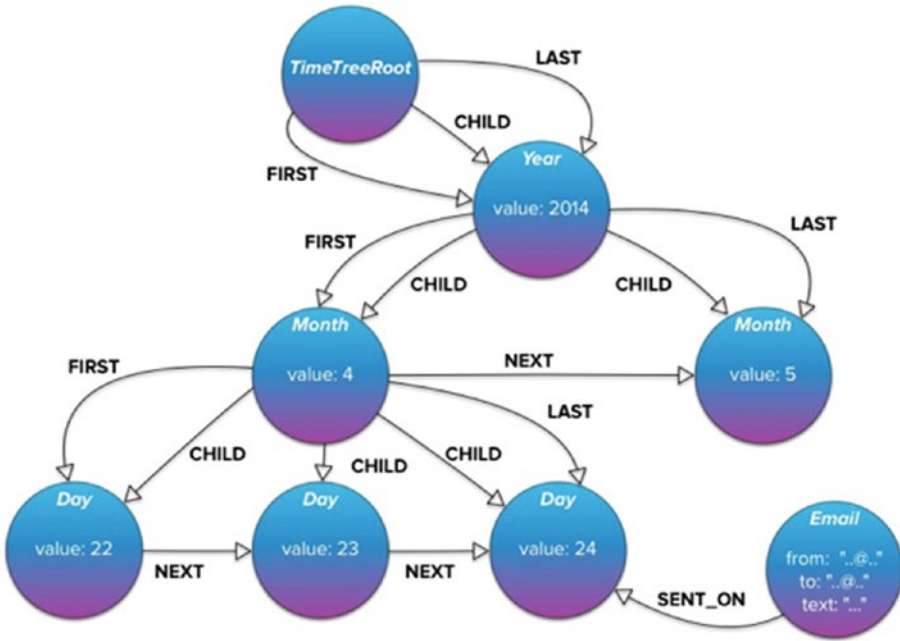 TimeTreeRoot
LAST
CHILD
FIRST
Year
value: 2014
FIRST
CHILD
CHILD
LAST
Month
value: 4
NEXT
Month
value: 5
FIRST
CHILD
CHILD
CHILD
LAST
Day
value: 22
NEXT
Day
value: 23
NEXT
Day
value: 24
SENT_ON
Email
from: "..@.."
to: "..@.."
text: "..."